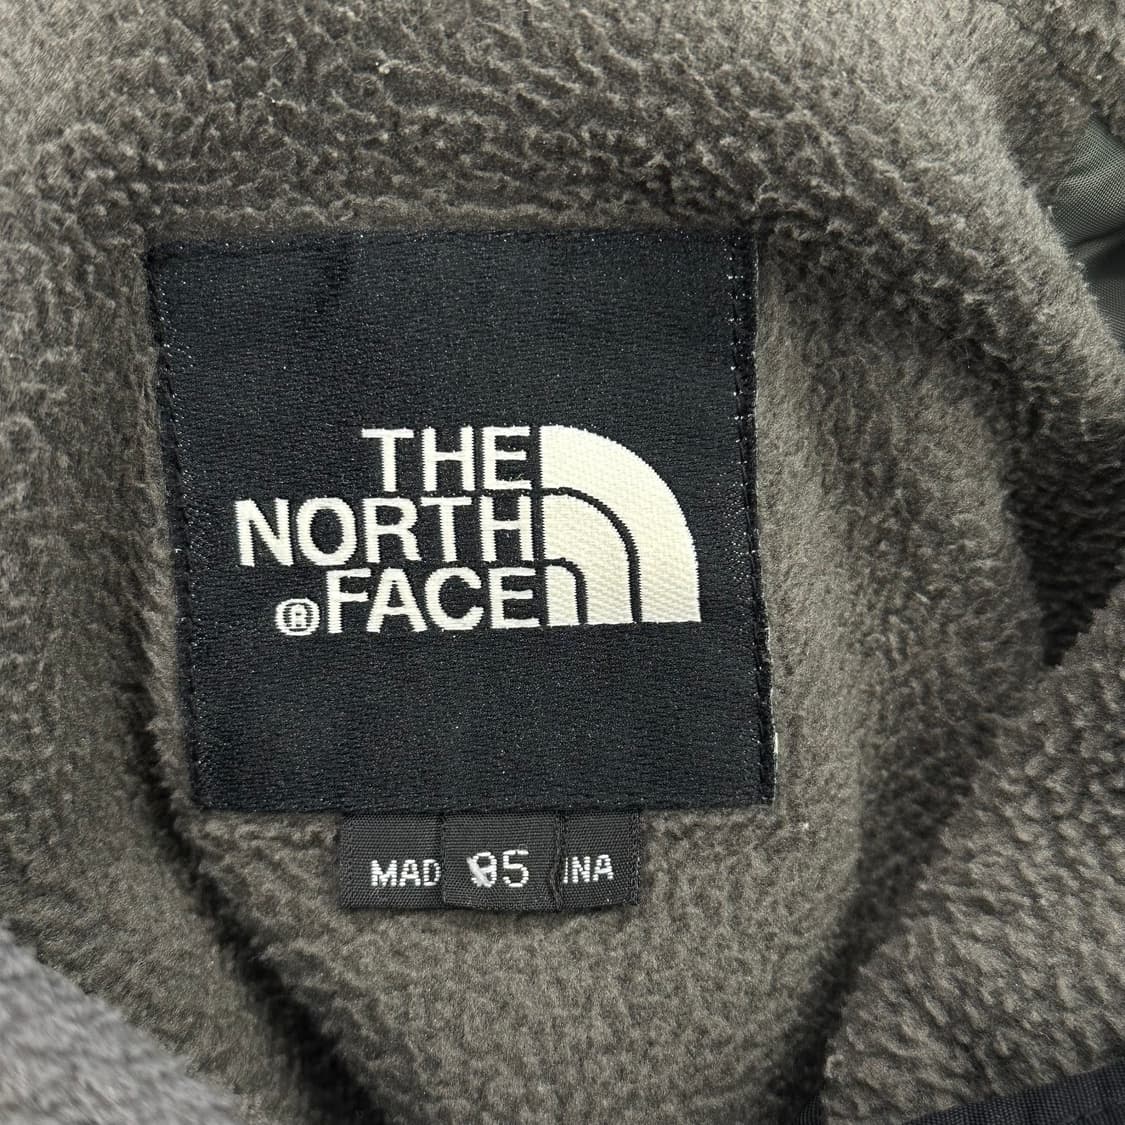 THE
NORTH
®FACE
MAD 95 INA